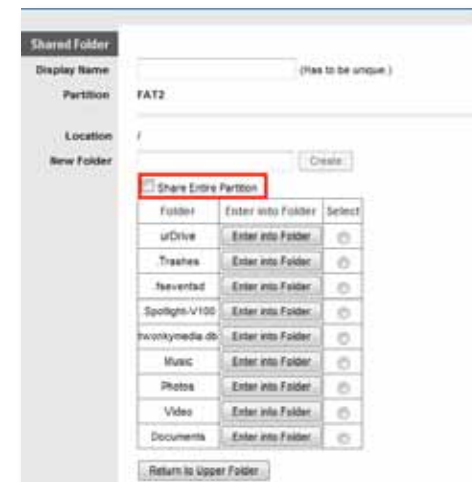 Shared Folder
Display Name (Has to be unique.)
Partition FAT2
Location /
New Folder Create
Share Entire Partition
Folder Enter into Folder Select
urDrive Enter into Folder
.Trashes Enter into Folder
.fseventsd Enter into Folder
.Spotlight-V100 Enter into Folder
twonkymedia.db Enter into Folder
Music Enter into Folder
Photos Enter into Folder
Video Enter into Folder
Documents Enter into Folder
Return to Upper Folder